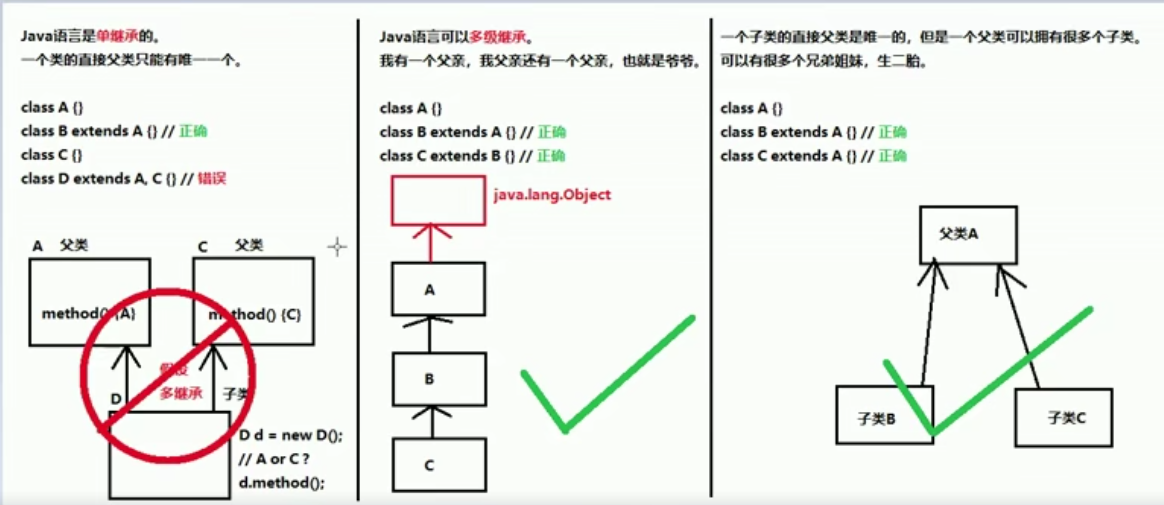 Java语言是单继承的。
一个类的直接父类只能有唯一一个。
class A {}
class B extends A {} // 正确
class C {}
class D extends A, C {} // 错误
A 父类
C 父类
method() {A}
method() {C}
假设
多继承
D
子类
D d = new D();
// A or C ?
d.method();
Java语言可以多级继承。
我有一个父亲，我父亲还有一个父亲，也就是爷爷。
class A {}
class B extends A {} // 正确
class C extends B {} // 正确
java.lang.Object
A
B
C
一个子类的直接父类是唯一的，但是一个父类可以拥有很多个子类。
可以有很多个兄弟姐妹，生二胎。
class A {}
class B extends A {} // 正确
class C extends A {} // 正确
父类A
子类B
子类C